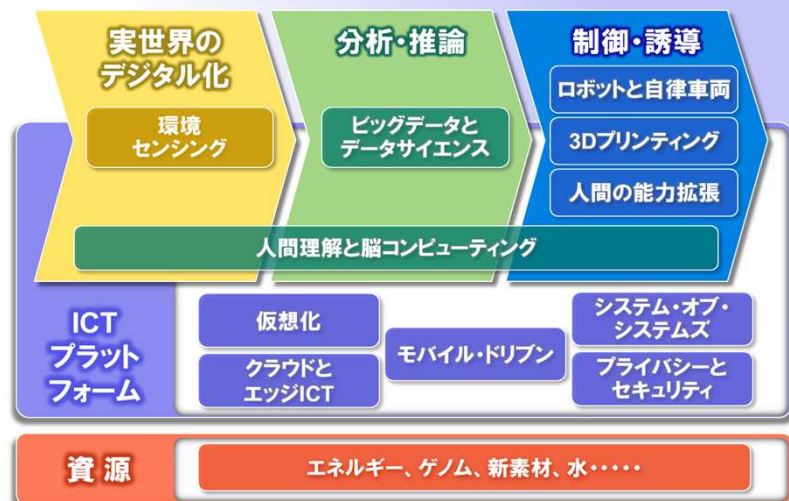 実世界の
デジタル化
環境
センシング
分析・推論
ビッグデータと
データサイエンス
制御・誘導
ロボットと自律車両
3Dプリンティング
人間の能力拡張
人間理解と脳コンピューティング
ICT
プラット
フォーム
仮想化
クラウドと
エッジICT
モバイル・ドリブン
システム・オブ・
システムズ
プライバシーと
セキュリティ
資源
エネルギー、ゲノム、新素材、水・・・・・